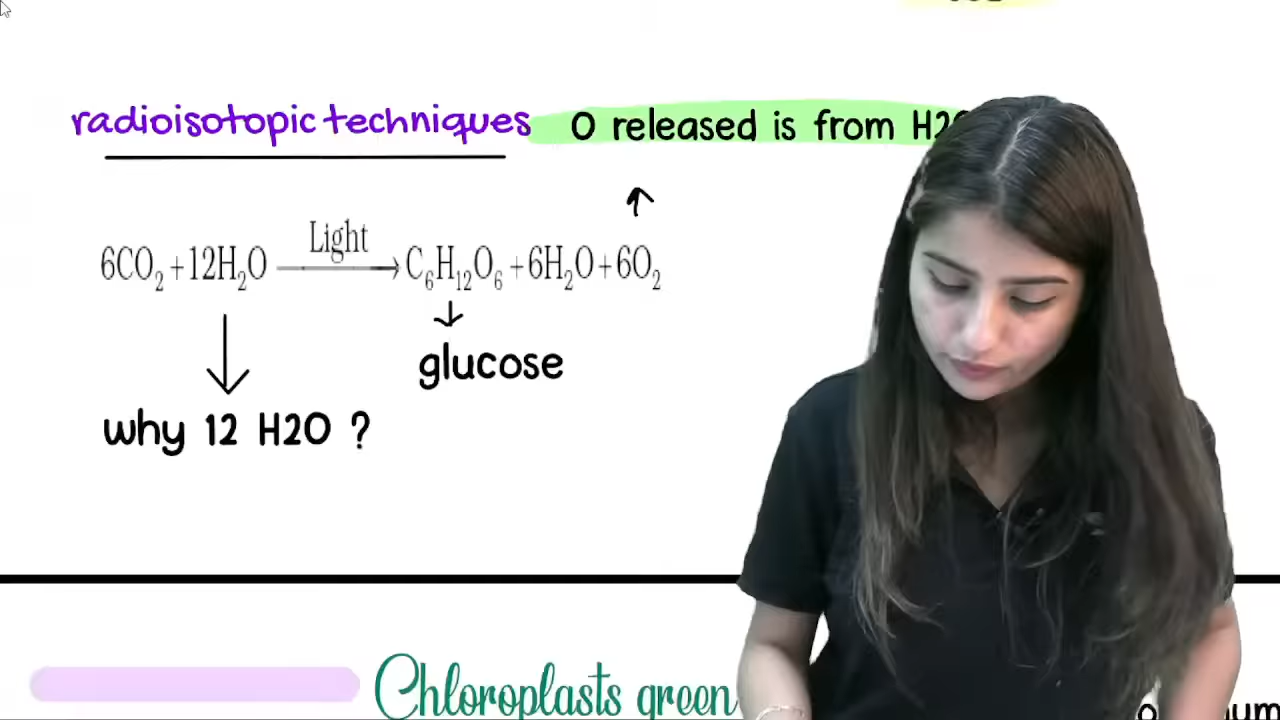 radioisotopic techniques O released is from
Light
6CO₂+12H₂O → C₆H₁₂O₆+6H₂O+6O₂
glucose
why 12 H2O ?
Chloroplasts green